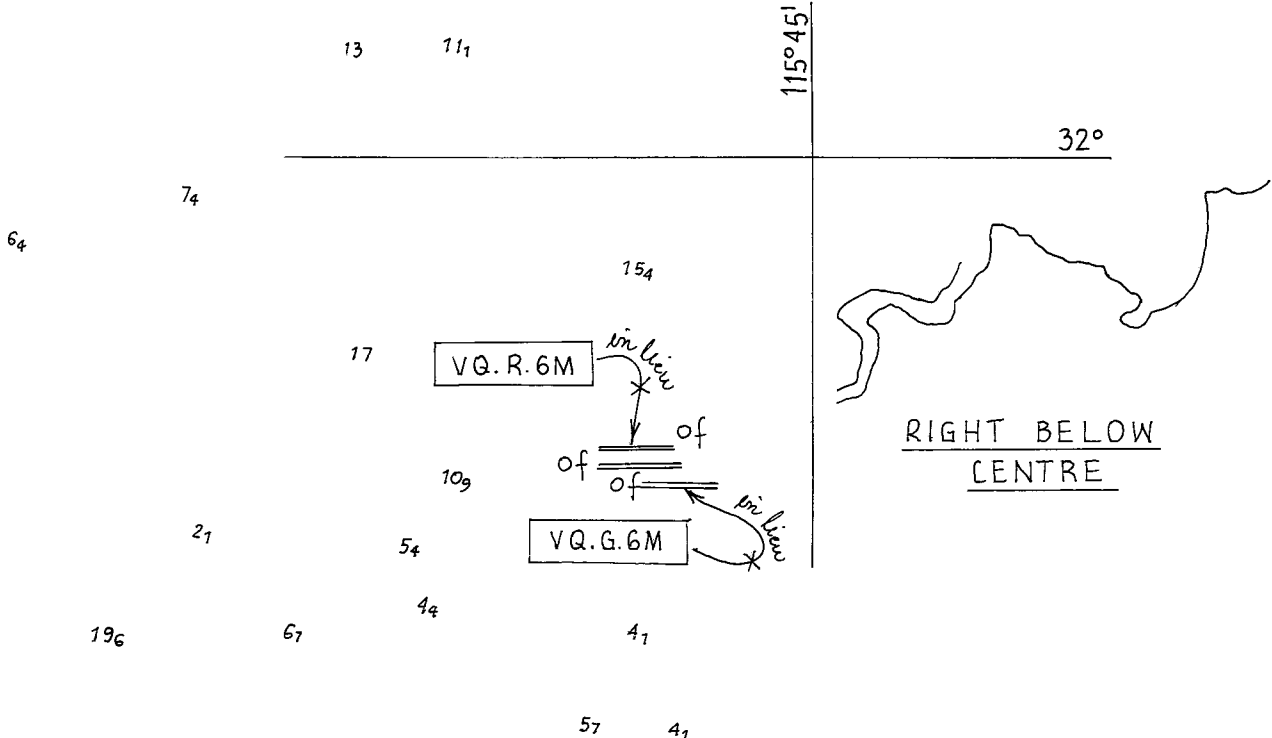 115°45'
13 11₁
32°
7₄
6₄
15₄
in lieu
17
VQ.R.6M
of
RIGHT BELOW
CENTRE
of
10₉
of
in lieu
2₁
5₄
VQ.G.6M
4₄
19₆ 6₇ 4₁
5₇ 4₁